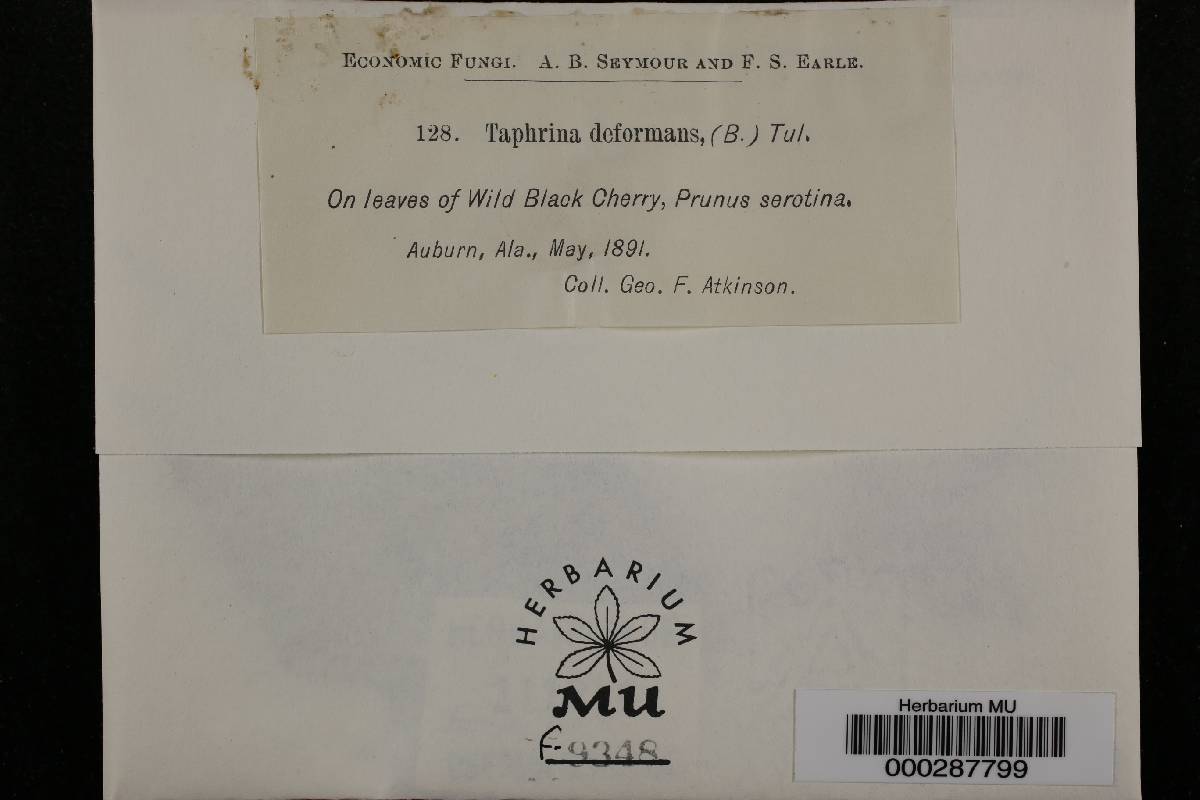 ECONOMIC FUNGI. A. B. SEYMOUR AND F. S. EARLE.
128. Taphrina deformans, (B.) Tul.
On leaves of Wild Black Cherry, Prunus serotina.
Auburn, Ala., May, 1891.
Coll. Geo. F. Atkinson.
HERBARIUM
MU
F-9348
Herbarium MU
000287799